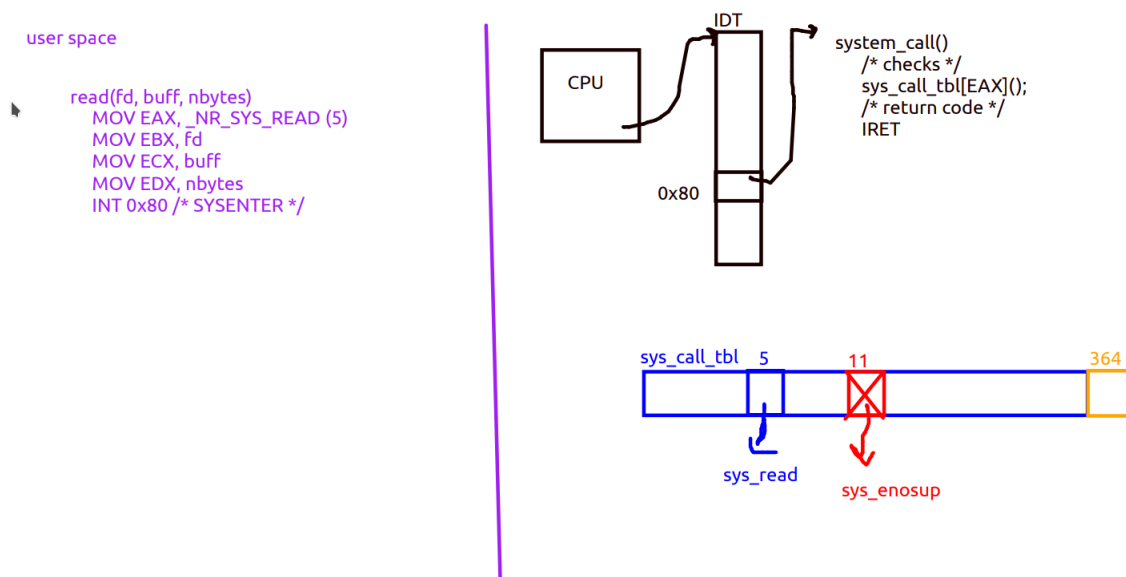 user space
read(fd, buff, nbytes)
MOV EAX, _NR_SYS_READ (5)
MOV EBX, fd
MOV ECX, buff
MOV EDX, nbytes
INT 0x80 /* SYSENTER */
IDT
CPU
0x80
system_call()
/* checks */
sys_call_tbl[EAX]();
/* return code */
IRET
sys_call_tbl 5 11 364
sys_read
sys_enosup